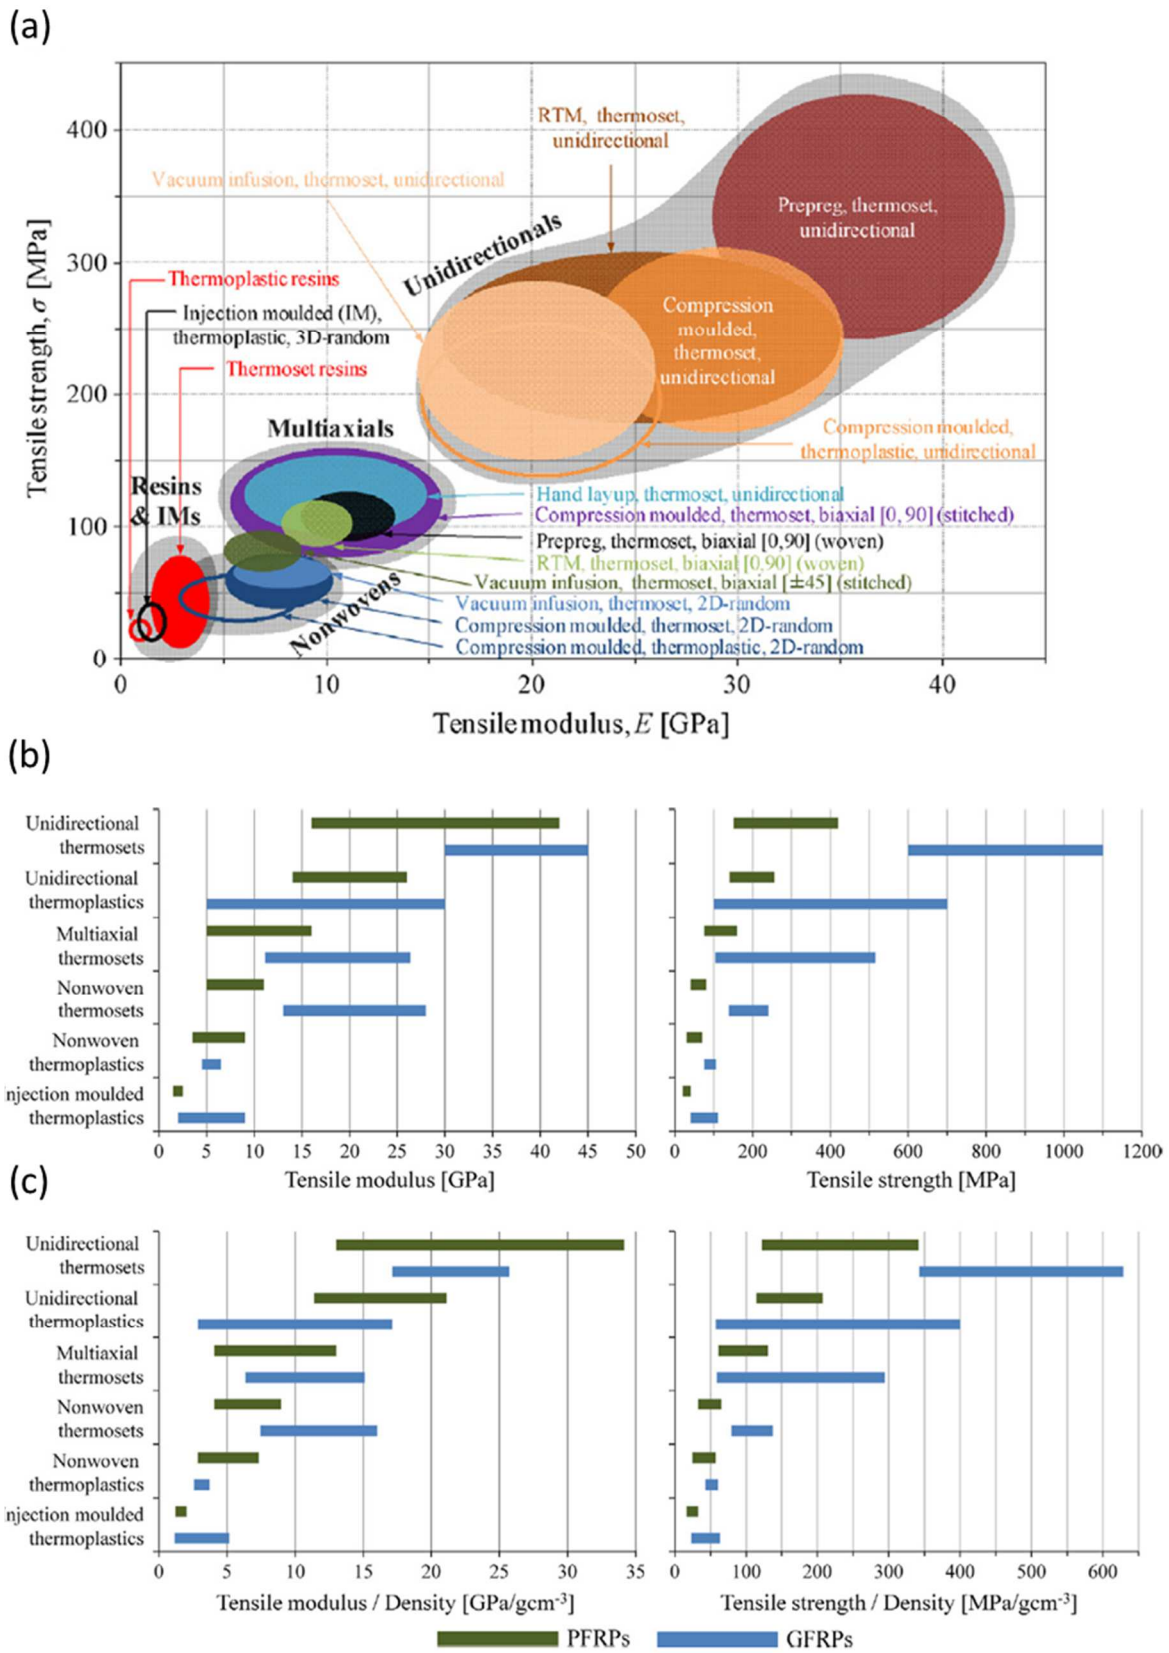 (a)
RTM, thermoset,
unidirectional
Vacuum infusion, thermoset, unidirectional
Prepreg, thermoset,
unidirectional
Unidirectionals
Thermoplastic resins
Injection moulded (IM),
thermoplastic, 3D-random
Thermoset resins
Compression
moulded,
thermoset,
unidirectional
Multiaxials
Compression moulded,
thermoplastic, unidirectional
Resins
& IMs
Hand layup, thermoset, unidirectional
Compression moulded, thermoset, biaxial [0, 90] (stitched)
Prepreg, thermoset, biaxial [0,90] (woven)
RTM, thermoset, biaxial [0,90] (woven)
Vacuum infusion, thermoset, biaxial [±45] (stitched)
Nonwovens
Vacuum infusion, thermoset, 2D-random
Compression moulded, thermoset, 2D-random
Compression moulded, thermoplastic, 2D-random
Tensile strength, σ [MPa]
400
300
200
100
0
0 10 20 30 40
Tensile modulus, E [GPa]
(b)
Unidirectional
thermosets
Unidirectional
thermoplastics
Multiaxial
thermosets
Nonwoven
thermosets
Nonwoven
thermoplastics
njection moulded
thermoplastics
0 5 10 15 20 25 30 35 40 45 50
Tensile modulus [GPa]
0 200 400 600 800 1000 1200
Tensile strength [MPa]
(c)
Unidirectional
thermosets
Unidirectional
thermoplastics
Multiaxial
thermosets
Nonwoven
thermosets
Nonwoven
thermoplastics
njection moulded
thermoplastics
0 5 10 15 20 25 30 35
Tensile modulus / Density [GPa/gcm-3]
0 100 200 300 400 500 600
Tensile strength / Density [MPa/gcm-3]
PFRPs GFRPs